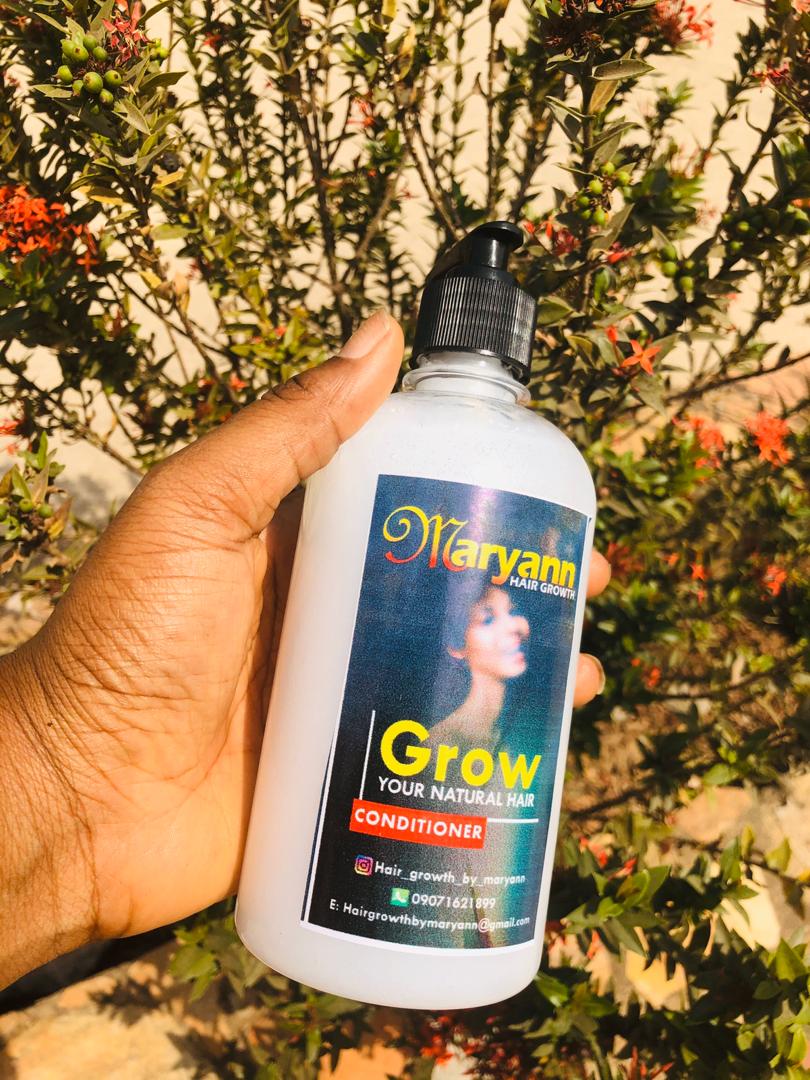 Maryann
HAIR GROWTH
Grow
YOUR NATURAL HAIR
CONDITIONER
Hair_growth_by_maryann
09071621899
E: Hairgrowthbymaryann@gmail.com